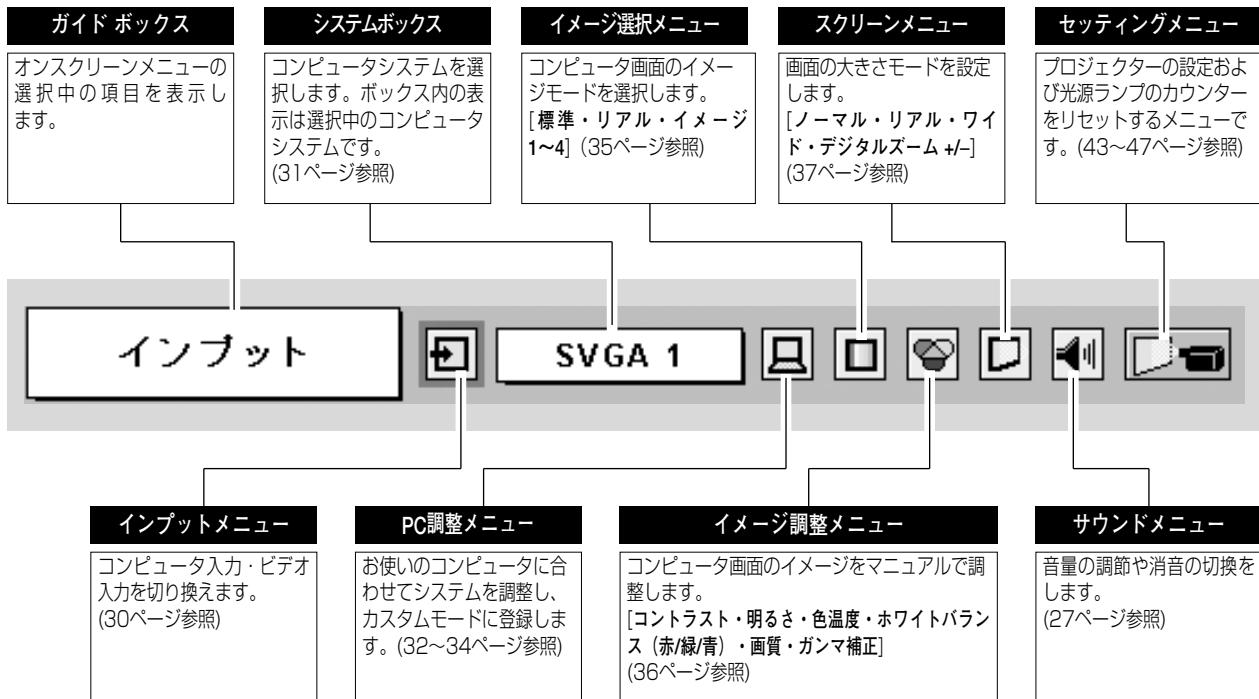 ガイド ボックス
オンスクリーンメニューの
選択中の項目を表示し
ます。
システムボックス
コンピュータシステムを選
択します。ボックス内の表
示は選択中のコンピュータ
システムです。
(31ページ参照)
イメージ選択メニュー
コンピュータ画面のイメー
ジモードを選択します。
[標準・リアル・イメージ
1〜4]（35ページ参照)
スクリーンメニュー
画面の大きさモードを設定
します。
[ノーマル・リアル・ワイ
ド・デジタルズーム +/–]
(37ページ参照)
セッティングメニュー
プロジェクターの設定およ
び光源ランプのカウンター
をリセットするメニューで
す。(43〜47ページ参照)
インプット
SVGA 1
インプットメニュー
コンピュータ入力・ビデオ
入力を切り換えます。
(30ページ参照)
PC調整メニュー
お使いのコンピュータに合
わせてシステムを調整し、
カスタムモードに登録しま
す。(32〜34ページ参照)
イメージ調整メニュー
コンピュータ画面のイメージをマニュアルで調
整します。
[コントラスト・明るさ・色温度・ホワイトバラン
ス（赤/緑/青）・画質・ガンマ補正]
(36ページ参照)
サウンドメニュー
音量の調節や消音の切換を
します。
(27ページ参照)